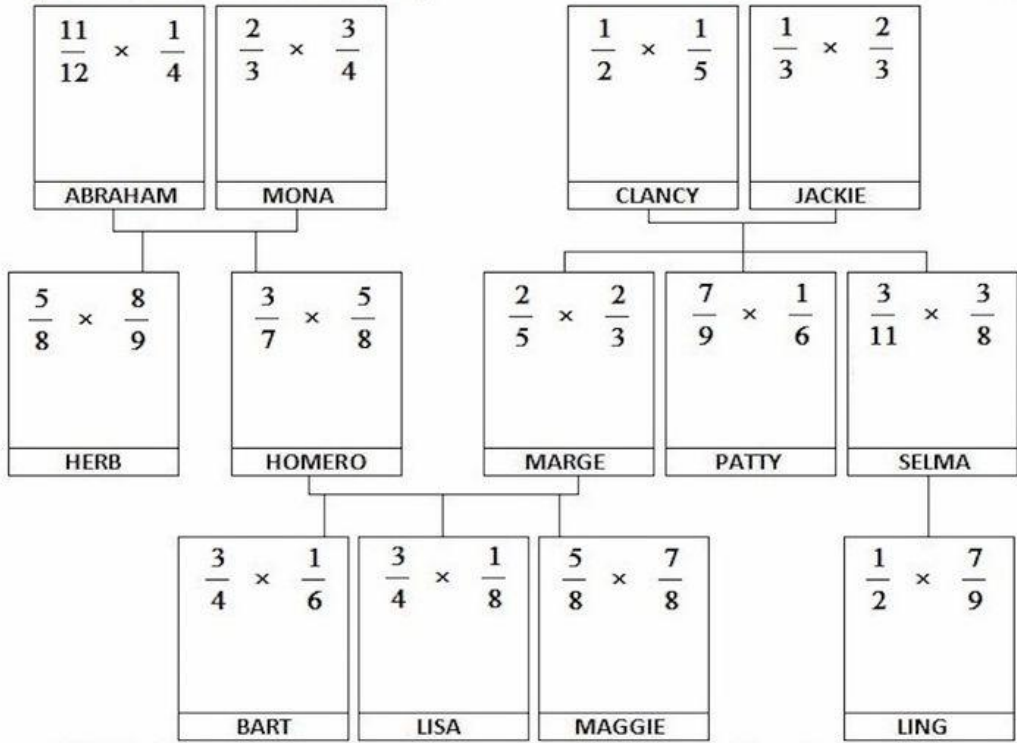 11/12 × 1/4
2/3 × 3/4
1/2 × 1/5
1/3 × 2/3
ABRAHAM
MONA
CLANCY
JACKIE
5/8 × 8/9
3/7 × 5/8
2/5 × 2/3
7/9 × 1/6
3/11 × 3/8
HERB
HOMERO
MARGE
PATTY
SELMA
3/4 × 1/6
3/4 × 1/8
5/8 × 7/8
1/2 × 7/9
BART
LISA
MAGGIE
LING